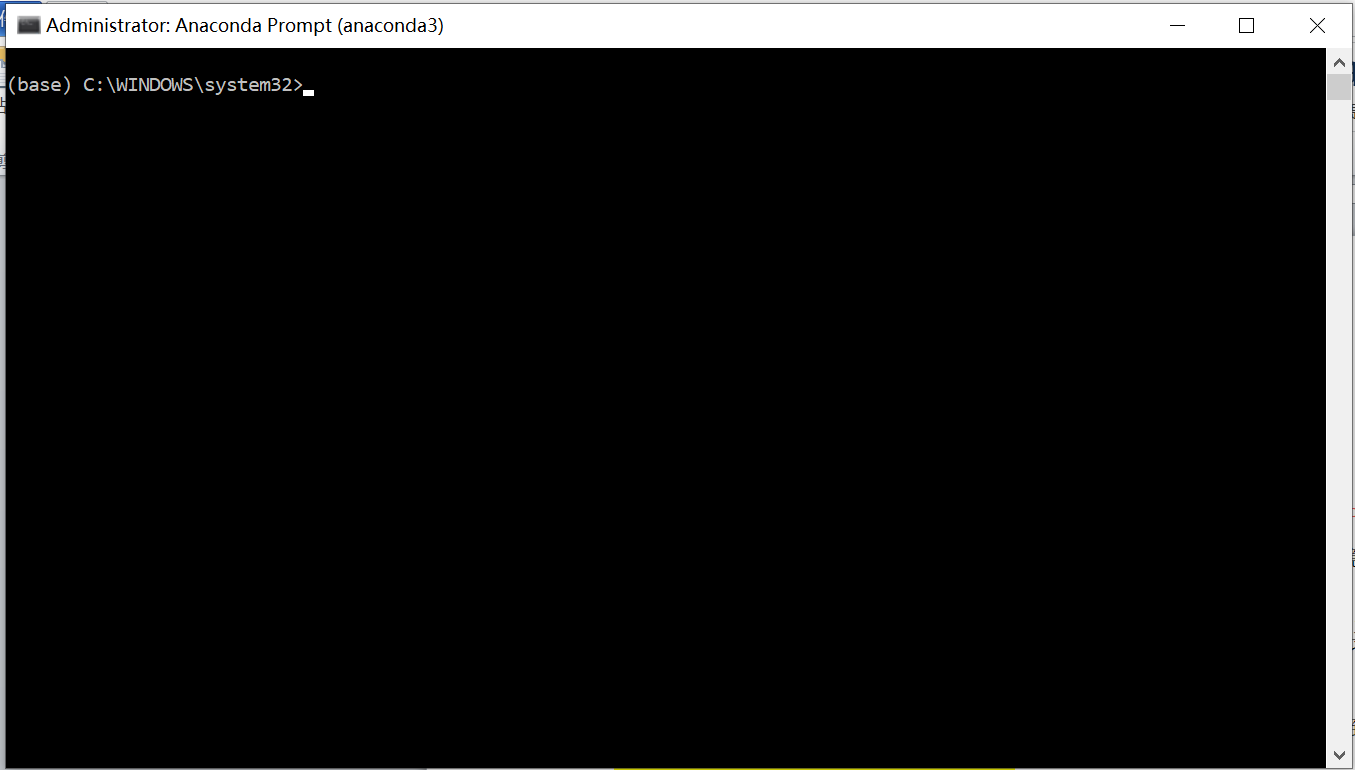 Administrator: Anaconda Prompt (anaconda3)
(base) C:\WINDOWS\system32>